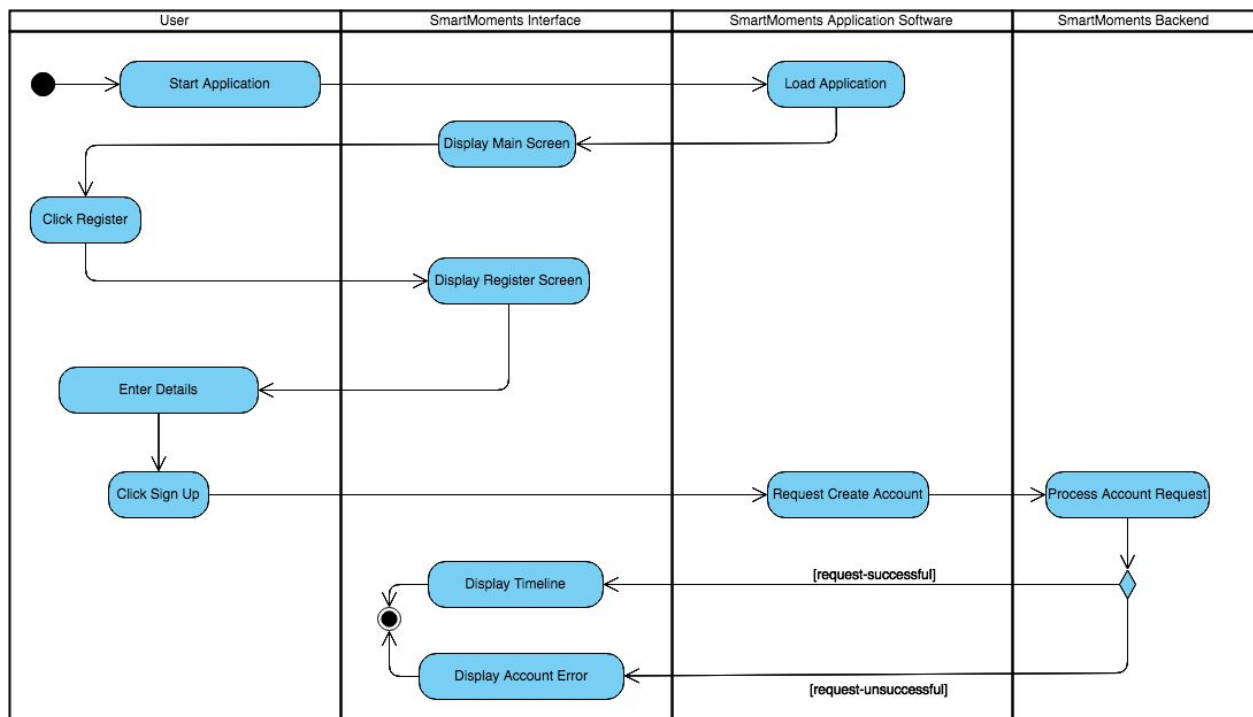 User
SmartMoments Interface
SmartMoments Application Software
SmartMoments Backend
Start Application
Load Application
Display Main Screen
Click Register
Display Register Screen
Enter Details
Click Sign Up
Request Create Account
Process Account Request
[request-successful]
Display Timeline
Display Account Error
[request-unsuccessful]